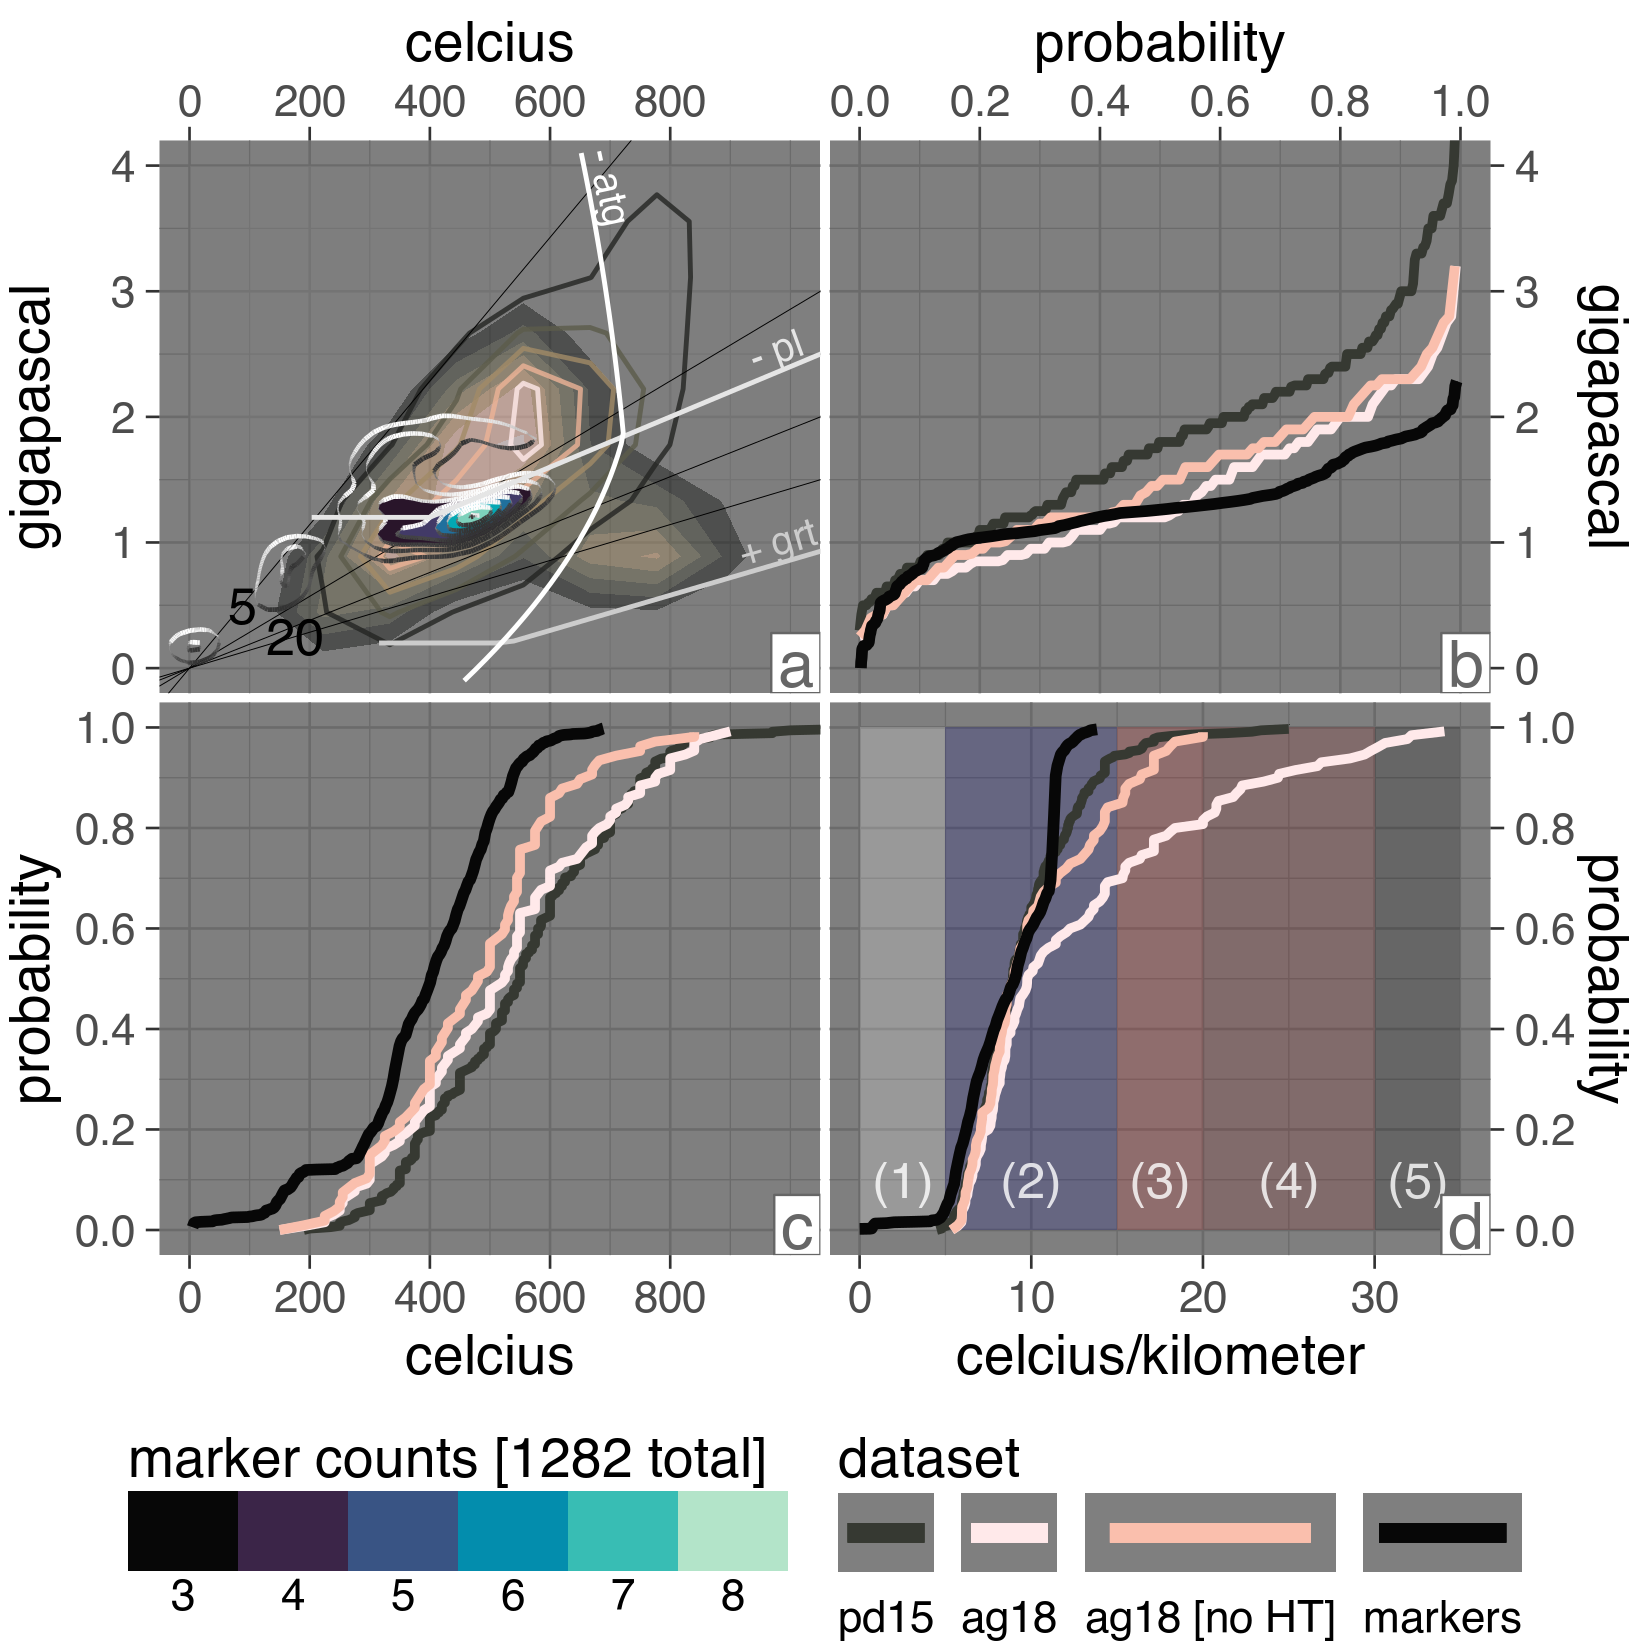 celcius
probability
0 200 400 600 800
0.0 0.2 0.4 0.6 0.8 1.0
gigapascal
4
3
2
1
0
- atg
- pl
+ grt
5
20
a
b
4
3
2
1
0
gigapascal
probability
1.0
0.8
0.6
0.4
0.2
0.0
c
(1) (2) (3) (4) (5)
d
1.0
0.8
0.6
0.4
0.2
0.0
probability
0 200 400 600 800
0 10 20 30
celcius
celcius/kilometer
marker counts [1282 total]
3 4 5 6 7 8
dataset
pd15 ag18 ag18 [no HT] markers